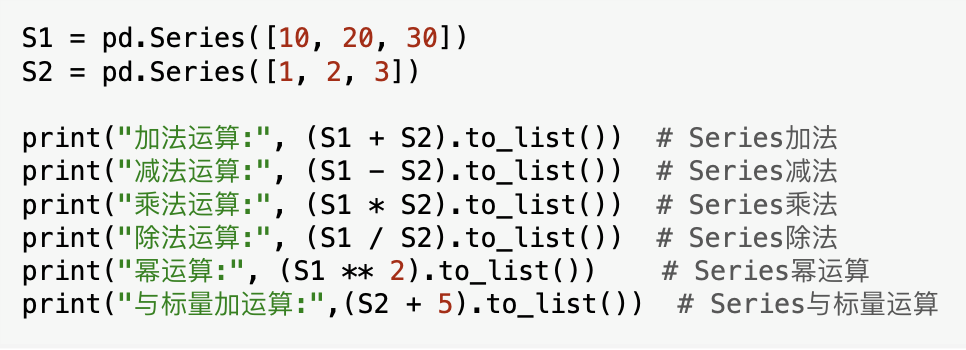 S1 = pd.Series([10, 20, 30])
S2 = pd.Series([1, 2, 3])
print("加法运算:", (S1 + S2).to_list())  # Series加法
print("减法运算:", (S1 - S2).to_list())  # Series减法
print("乘法运算:", (S1 * S2).to_list())  # Series乘法
print("除法运算:", (S1 / S2).to_list())  # Series除法
print("幂运算:", (S1 ** 2).to_list())    # Series幂运算
print("与标量加运算:",(S2 + 5).to_list())  # Series与标量运算